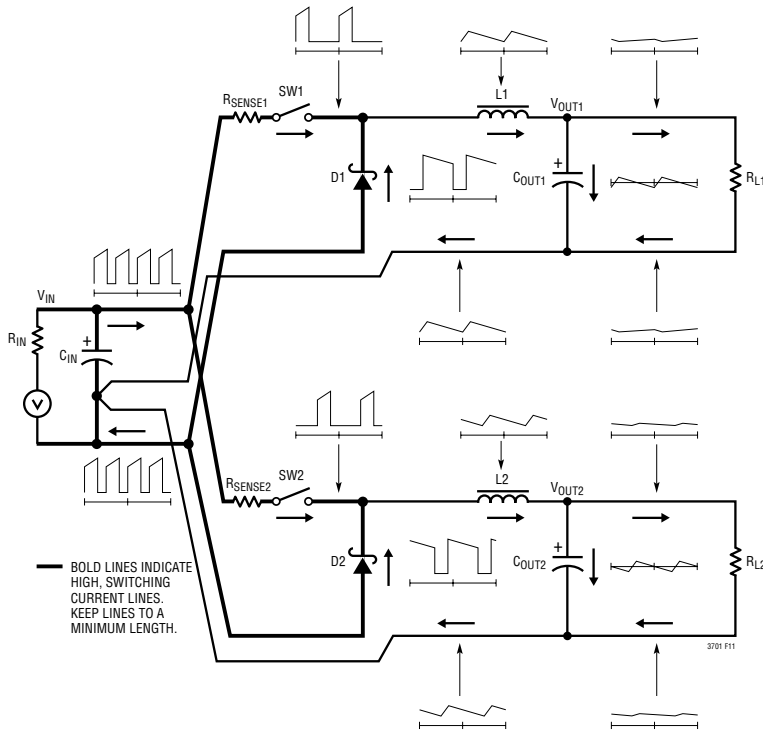 SW1
RSENSE1
L1
VOUT1
D1
COUT1
+
RL1
VIN
RIN
+
CIN
V
RSENSE2
SW2
L2
VOUT2
D2
COUT2
+
RL2
BOLD LINES INDICATE
HIGH, SWITCHING
CURRENT LINES.
KEEP LINES TO A
MINIMUM LENGTH.
3701 F11